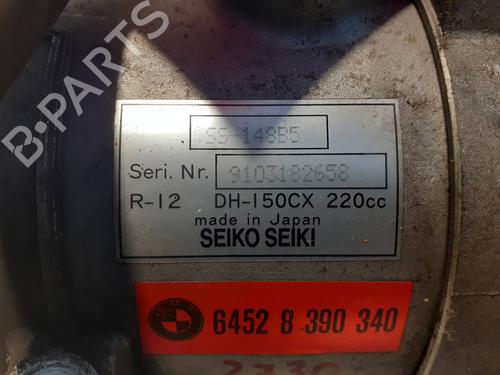 B-PARTS
SS-148B5
Seri. Nr. 9103182658
R-12 DH-150CX 220cc
made in Japan
SEIKO SEIKI
BMW
6452 8 390 340